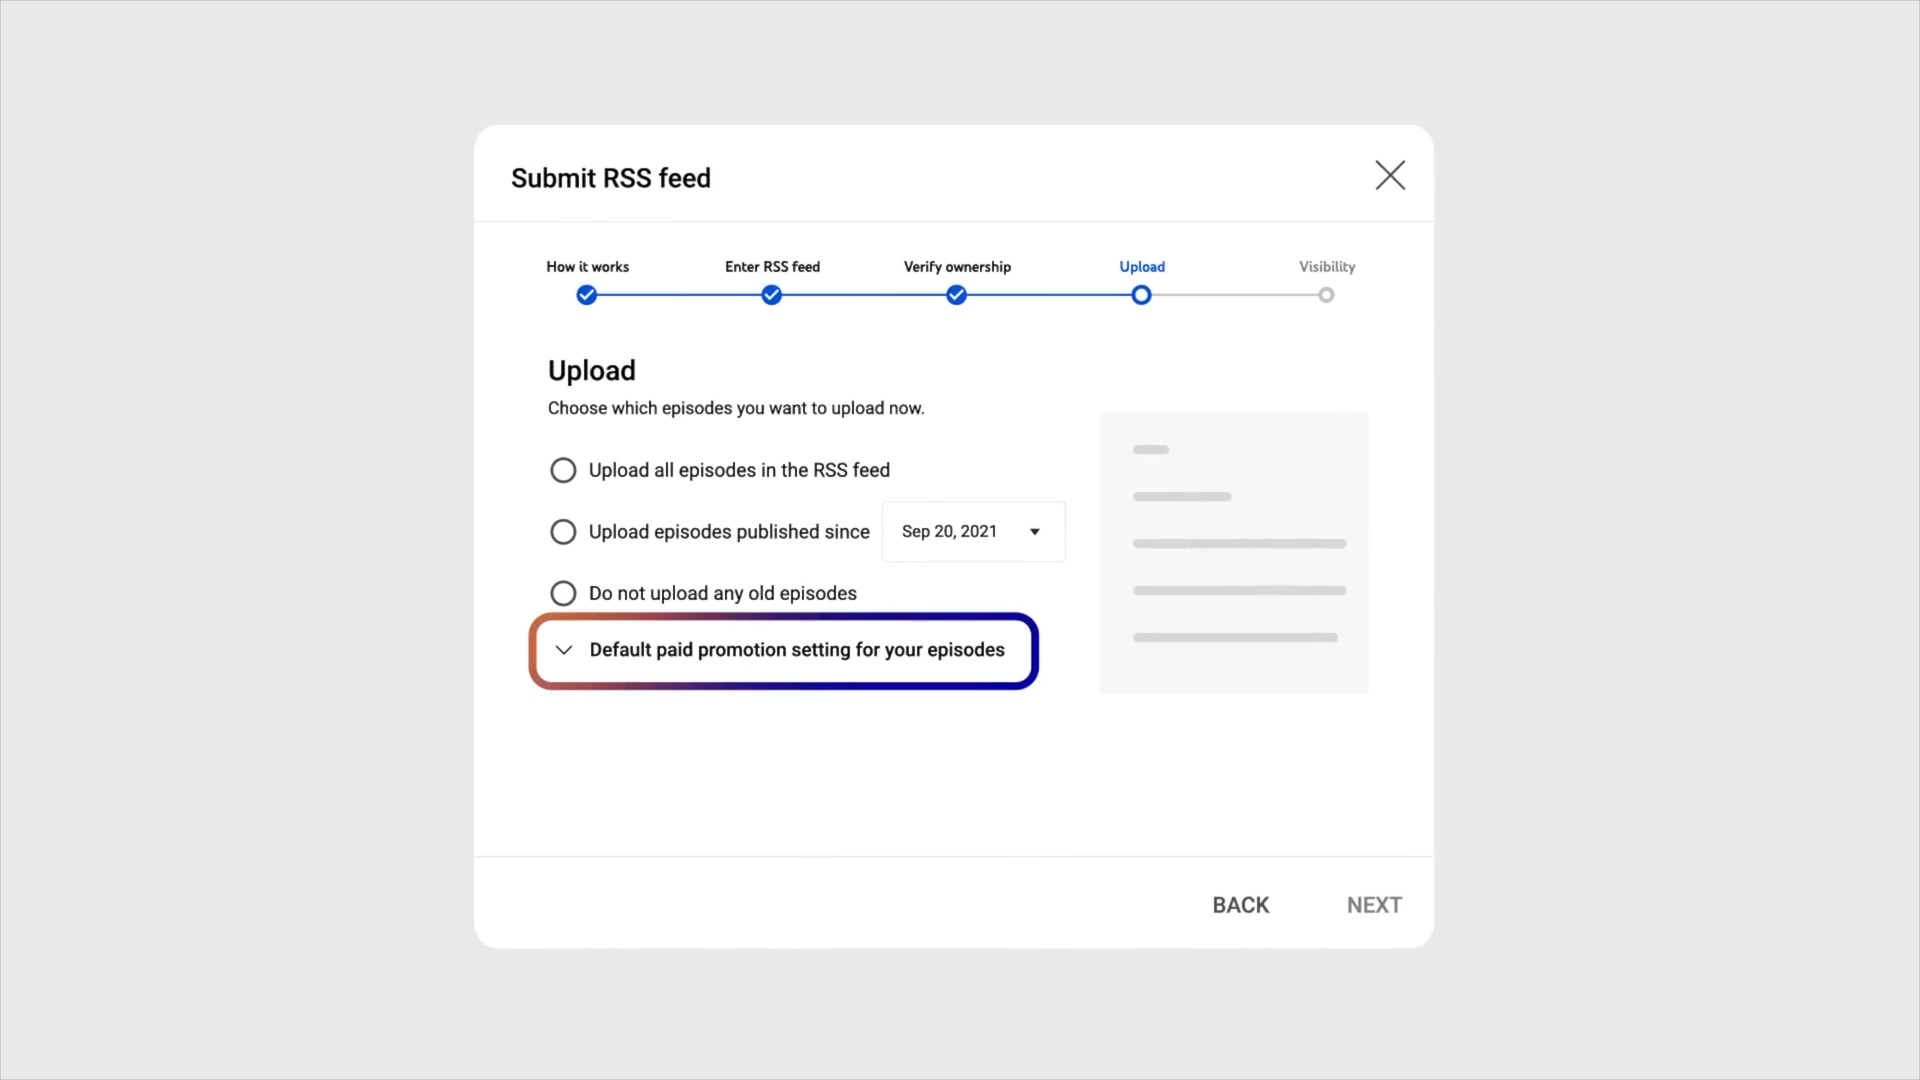 Submit RSS feed
How it works
Enter RSS feed
Verify ownership
Upload
Visibility
Upload
Choose which episodes you want to upload now.
Upload all episodes in the RSS feed
Upload episodes published since
Sep 20, 2021
Do not upload any old episodes
Default paid promotion setting for your episodes
BACK
NEXT